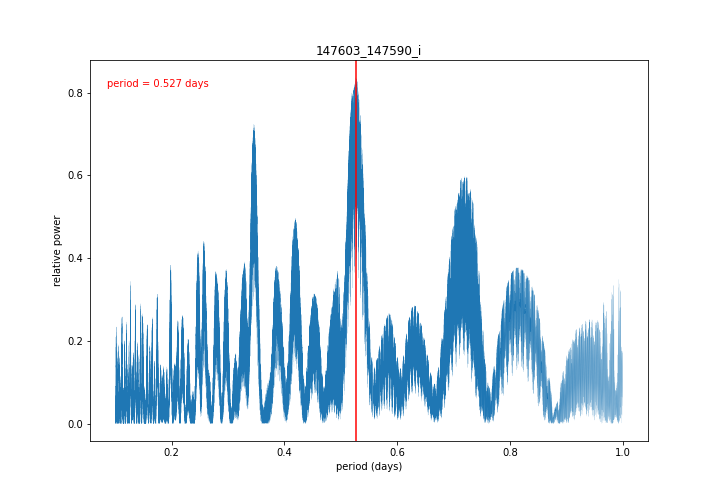 147603_147590_i
period = 0.527 days
relative power
0.8
0.6
0.4
0.2
0.0
0.2 0.4 0.6 0.8 1.0
period (days)